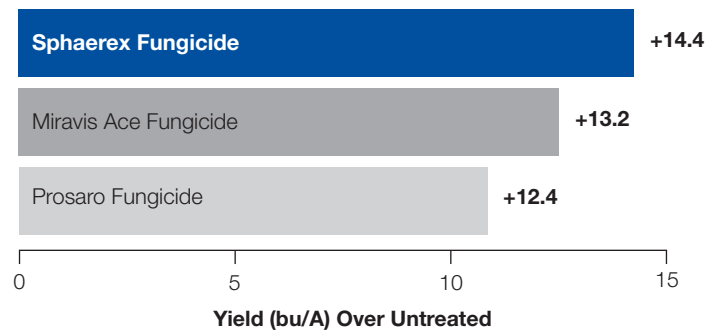 Sphaerex Fungicide +14.4
Miravis Ace Fungicide +13.2
Prosaro Fungicide +12.4
0 5 10 15
Yield (bu/A) Over Untreated